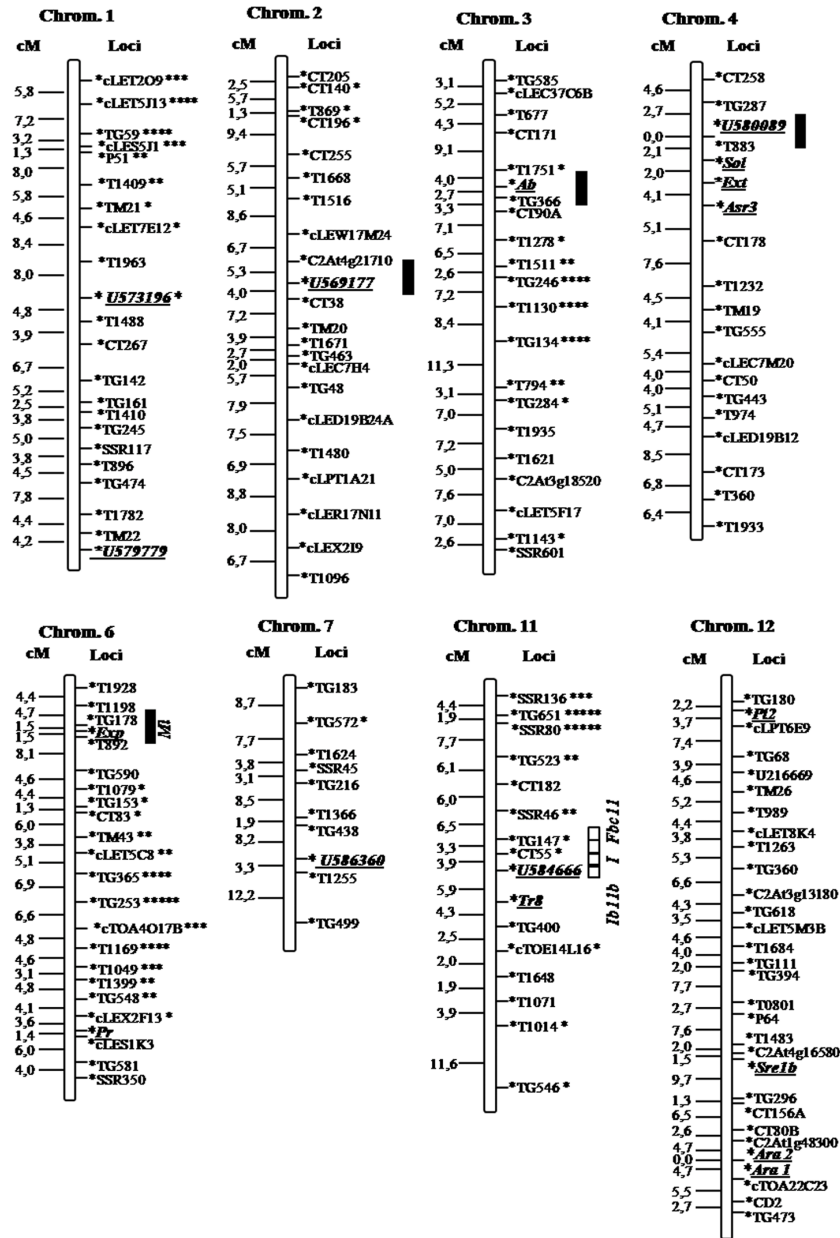 Chrom. 1
cM Loci
*cLET2O9 ***
5,8
*cLET5J13 ****
7,2
*TG59 ****
3,2
*cLES5J1 ***
1,3
*P51 **
8,0
*T1409 **
5,8
*TM21 *
4,6
*cLET7E12 *
8,4
*T1963
8,0
* U573196 *
4,8
*T1488
3,9
*CT267
6,7
*TG142
5,2
*TG161
2,5
*T1410
3,8
*TG245
5,0
*SSR117
3,8
*T896
4,5
*TG474
7,8
*T1782
4,4
*TM22
4,2
*U579779
Chrom. 2
cM Loci
*CT205
2,5
*CT140 *
5,7
*T869 *
1,3
*CT196 *
9,4
*CT255
5,7
*T1668
5,1
*T1516
8,6
*cLEW17M24
6,7
*C2At4g21710
5,3
*U569177
4,0
*CT38
7,2
*TM20
3,9
*T1671
2,7
*TG463
2,0
*cLEC7H4
5,7
*TG48
7,9
*cLED19B24A
7,5
*T1480
6,9
*cLPT1A21
8,8
*cLER17N11
8,0
*cLEX2I9
6,7
*T1096
Chrom. 3
cM Loci
*TG585
3,1
*cLEC37C6B
5,2
*T677
4,3
*CT171
9,1
*T1751 *
4,0
*Ab
2,7
*TG366
3,3
*CT90A
7,1
*T1278 *
6,5
*T1511 **
2,6
*TG246 ****
7,2
*T1130 ****
8,4
*TG134 ****
11,3
*T794 **
3,1
*TG284 *
7,0
*T1935
7,2
*T1621
5,0
*C2At3g18520
7,6
*cLET5F17
7,0
*T1143 *
2,6
*SSR601
Chrom. 4
cM Loci
*CT258
4,6
*TG287
2,7
*U580089
0,0
*T883
2,1
*Sol
2,0
*Ext
4,1
*Asr3
5,1
*CT178
7,6
*T1232
4,5
*TM19
4,1
*TG555
5,4
*cLEC7M20
4,0
*CT50
4,0
*TG443
5,1
*T974
4,7
*cLED19B12
8,5
*CT173
6,8
*T360
6,4
*T1933
Chrom. 6
cM Loci
*T1928
4,4
*T1198
4,7
*TG178
1,5
*Exp
1,5
*T892
Mi
8,1
*TG590
4,6
*T1079 *
4,4
*TG153 *
1,3
*CT83 *
6,0
*TM43 **
3,8
*cLET5C8 **
5,1
*TG365 ****
6,9
*TG253 *****
6,6
*cTOA4O17B ***
4,8
*T1169 ****
4,6
*T1049 ***
3,1
*T1399 **
4,8
*TG548 **
4,1
*cLEX2F13 *
3,6
*Pr
1,4
*cLES1K3
6,0
*TG581
4,0
*SSR350
Chrom. 7
cM Loci
*TG183
8,7
*TG572 *
7,7
*T1624
3,8
*SSR45
3,1
*TG216
8,5
*T1366
1,9
*TG438
8,2
* U586360
3,3
*T1255
12,2
*TG499
Chrom. 11
cM Loci
*SSR136 ***
4,4
*TG651 *****
1,9
*SSR80 *****
7,7
*TG523 **
6,1
*CT182
6,0
*SSR46 **
6,5
*TG147 *
3,3
*CT55 *
3,9
*U584666
5,9
*Tr8
4,3
*TG400
2,5
*cTOE14L16 *
2,0
*T1648
1,9
*T1071
3,9
*T1014 *
11,6
*TG546 *
Fbc11
I
Ib11b
Chrom. 12
cM Loci
*TG180
2,2
*Pt2
3,7
*cLPT6E9
7,4
*TG68
3,9
*U216669
4,6
*TM26
5,2
*T989
4,4
*cLET8K4
3,8
*T1263
5,3
*TG360
6,6
*C2At3g13180
4,3
*TG618
3,5
*cLET5M3B
4,6
*T1684
4,0
*TG111
2,0
*TG394
7,7
*T0801
2,7
*P64
7,6
*T1483
2,0
*C2At4g16580
1,5
*Sre1b
9,7
*TG296
1,3
*CT156A
6,5
*CT80B
2,6
*C2At1g48300
4,7
*Ara 2
0,0
*Ara 1
4,7
*cTOA22C23
5,5
*CD2
2,7
*TG473